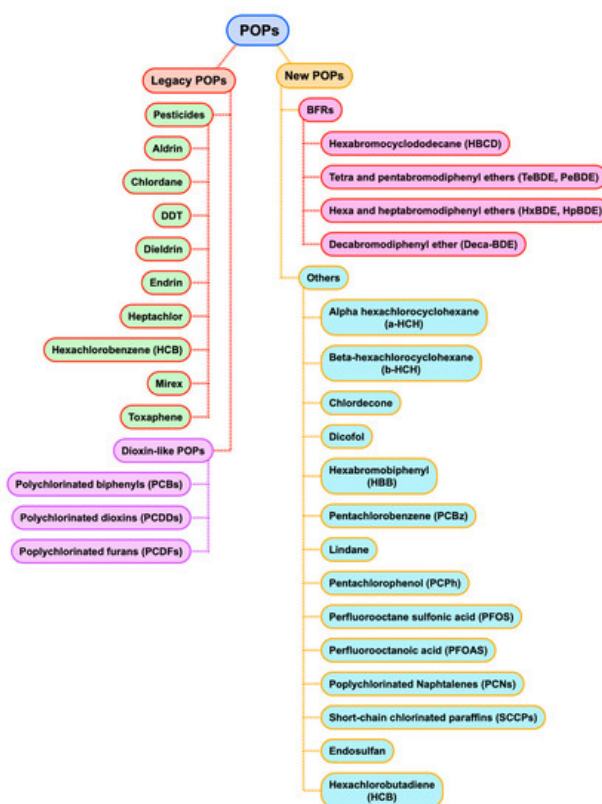 POPs
Legacy POPs
Pesticides
Aldrin
Chlordane
DDT
Dieldrin
Endrin
Heptachlor
Hexachlorobenzene (HCB)
Mirex
Toxaphene
Dioxin-like POPs
Polychlorinated biphenyls (PCBs)
Polychlorinated dioxins (PCDDs)
Poplychlorinated furans (PCDFs)
New POPs
BFRs
Hexabromocyclododecane (HBCD)
Tetra and pentabromodiphenyl ethers (TeBDE, PeBDE)
Hexa and heptabromodiphenyl ethers (HxBDE, HpBDE)
Decabromodiphenyl ether (Deca-BDE)
Others
Alpha hexachlorocyclohexane
(a-HCH)
Beta-hexachlorocyclohexane
(b-HCH)
Chlordecone
Dicofol
Hexabromobiphenyl
(HBB)
Pentachlorobenzene (PCBz)
Lindane
Pentachlorophenol (PCPh)
Perfluorooctane sulfonic acid (PFOS)
Perfluorooctanoic acid (PFOAS)
Poplychlorinated Naphtalenes (PCNs)
Short-chain chlorinated paraffins (SCCPs)
Endosulfan
Hexachlorobutadiene
(HCB)